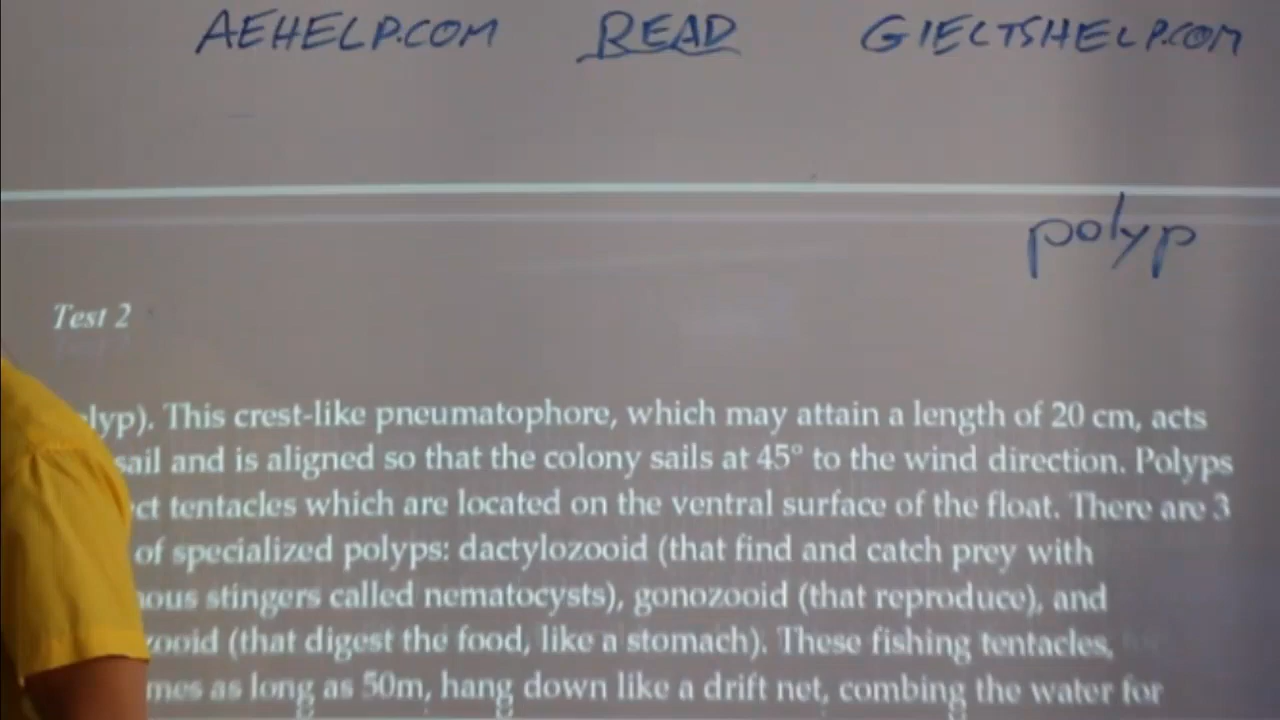 AEHELP.COM READ GIELTSHELP.COM
polyp
Test 2
This crest-like pneumatophore, which may attain a length of 20 cm, acts
sail and is aligned so that the colony sails at 45° to the wind direction. Polyps
tentacles which are located on the ventral surface of the float. There are 3
of specialized polyps: dactylozooid (that find and catch prey with
stingers called nematocysts), gonozooid (that reproduce), and
(that digest the food, like a stomach). These fishing tentacles,
as long as 50m, hang down like a drift net, combing the water for